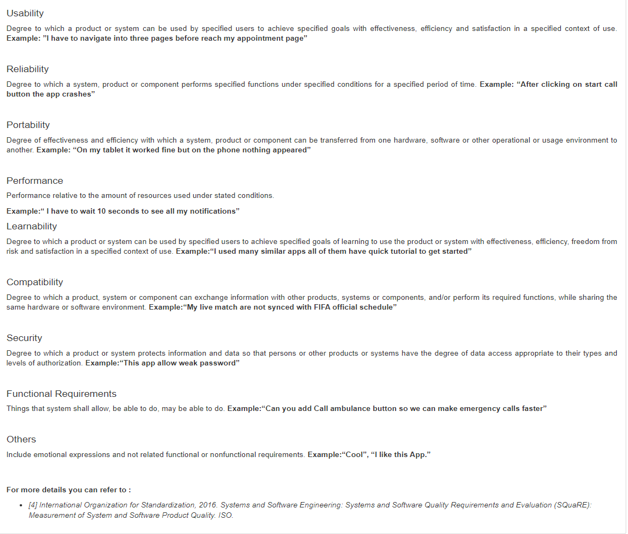 Usability
Degree to which a product or system can be used by specified users to achieve specified goals with effectiveness, efficiency and satisfaction in a specified context of use.
Example: "I have to navigate into three pages before reach my appointment page"
Reliability
Degree to which a system, product or component performs specified functions under specified conditions for a specified period of time. Example: "After clicking on start call
button the app crashes"
Portability
Degree of effectiveness and efficiency with which a system, product or component can be transferred from one hardware, software or other operational or usage environment to
another. Example: "On my tablet it worked fine but on the phone nothing appeared"
Performance
Performance relative to the amount of resources used under stated conditions.
Example:" I have to wait 10 seconds to see all my notifications"
Learnability
Degree to which a product or system can be used by specified users to achieve specified goals of learning to use the product or system with effectiveness, efficiency, freedom from
risk and satisfaction in a specified context of use. Example:"I used many similar apps all of them have quick tutorial to get started"
Compatibility
Degree to which a product, system or component can exchange information with other products, systems or components, and/or perform its required functions, while sharing the
same hardware or software environment. Example:"My live match are not synced with FIFA official schedule"
Security
Degree to which a product or system protects information and data so that persons or other products or systems have the degree of data access appropriate to their types and
levels of authorization. Example:"This app allow weak password"
Functional Requirements
Things that system shall allow, be able to do, may be able to do. Example:"Can you add Call ambulance button so we can make emergency calls faster"
Others
Include emotional expressions and not related functional or nonfunctional requirements. Example:"Cool", "I like this App."
For more details you can refer to :
• [4] International Organization for Standardization, 2016. Systems and Software Engineering: Systems and Software Quality Requirements and Evaluation (SQuaRE):
Measurement of System and Software Product Quality. ISO.